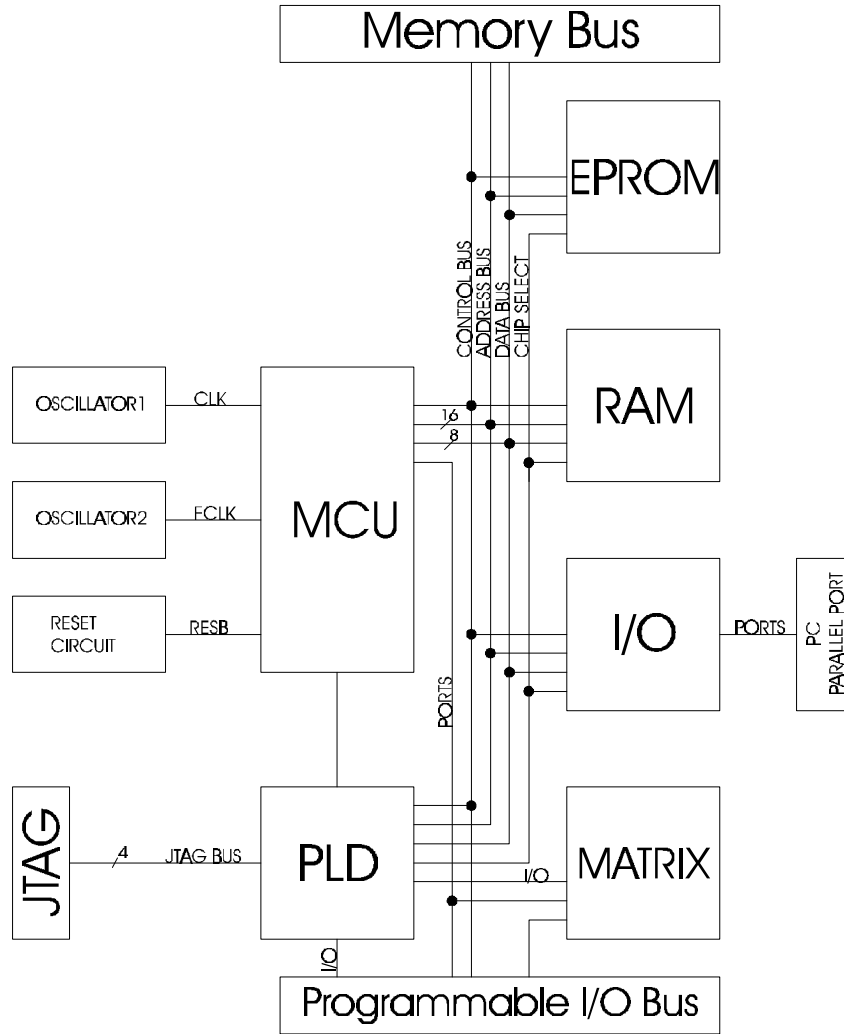 Memory Bus
EPROM
CONTROL BUS
ADDRESS BUS
DATA BUS
CHIP SELECT
OSCILLATOR1
CLK
MCU
16
8
RAM
OSCILLATOR2
ECLK
RESET
CIRCUIT
RESB
PORTS
I/O
PORTS
PC
PARALLEL PORT
JTAG
4
JTAG BUS
PLD
I/O
MATRIX
I/O
Programmable I/O Bus